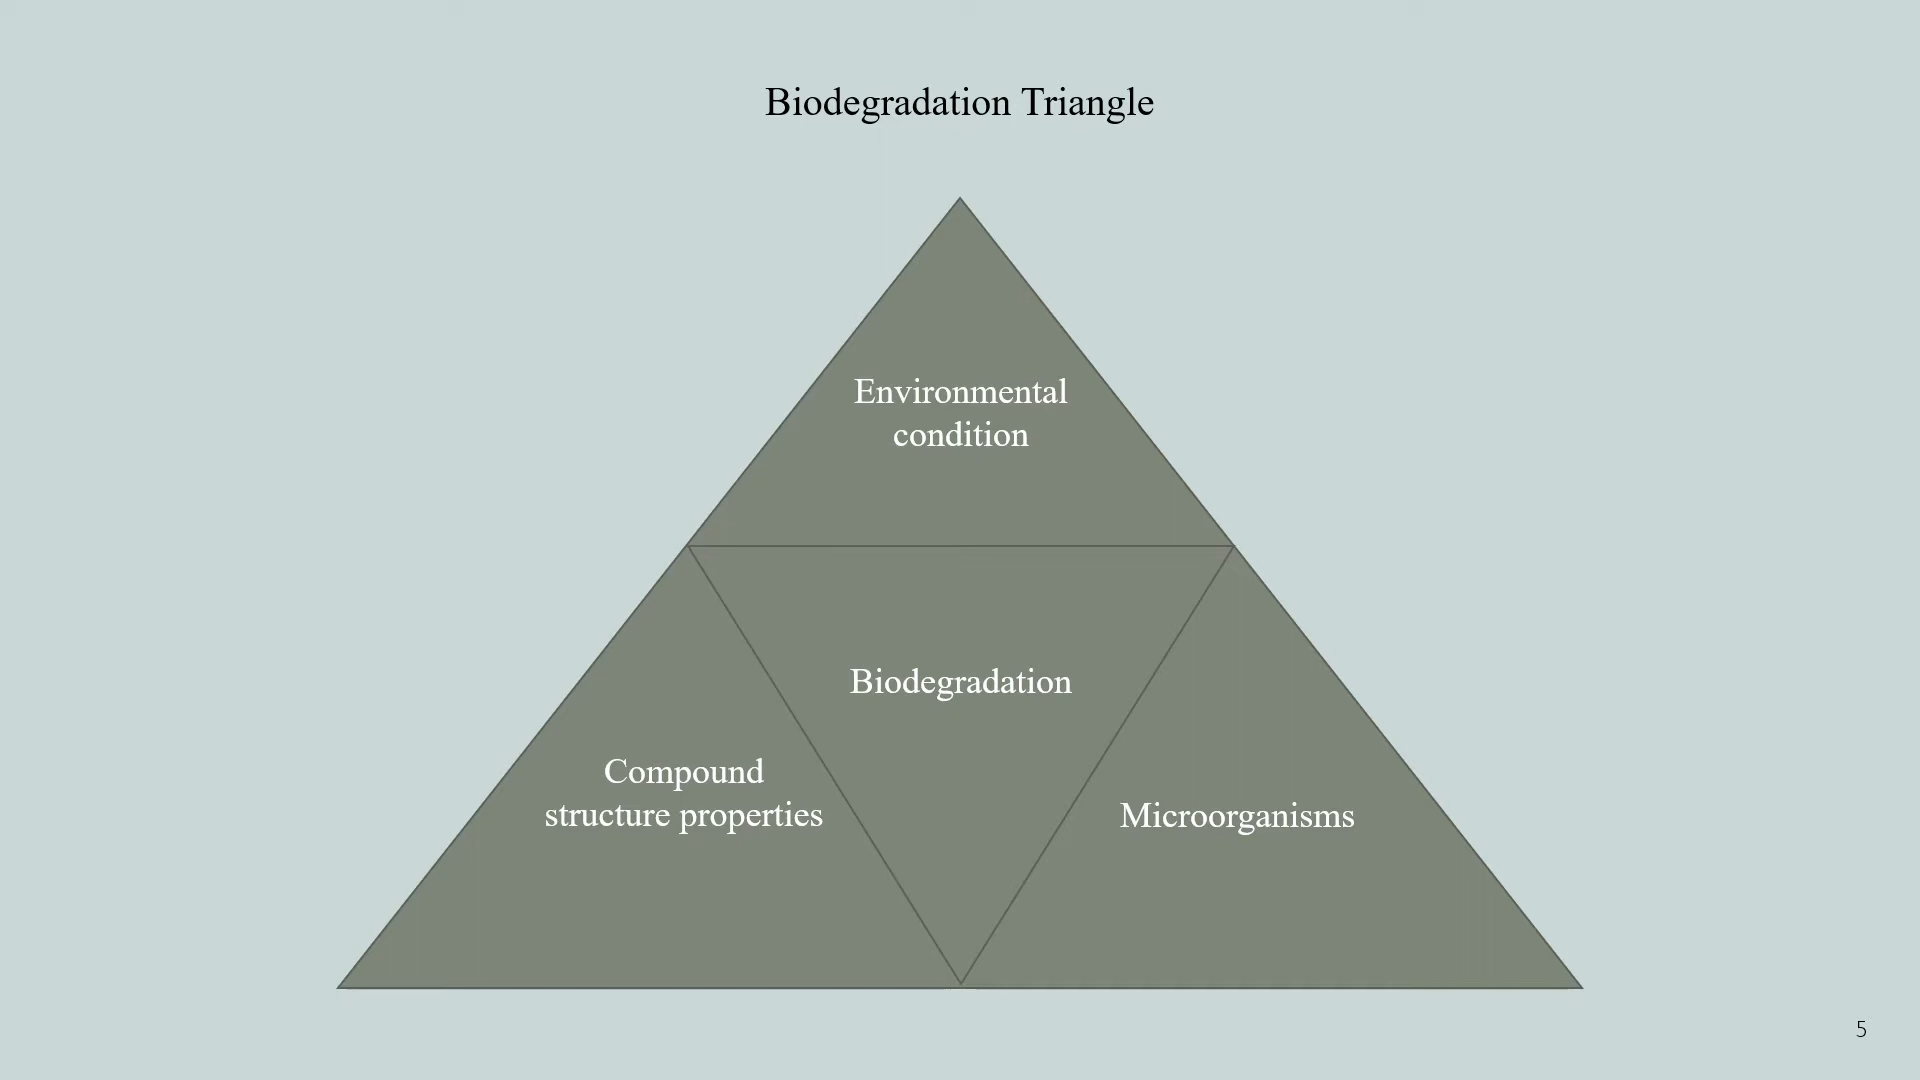 Biodegradation Triangle
Environmental
condition
Biodegradation
Compound
structure properties
Microorganisms
5